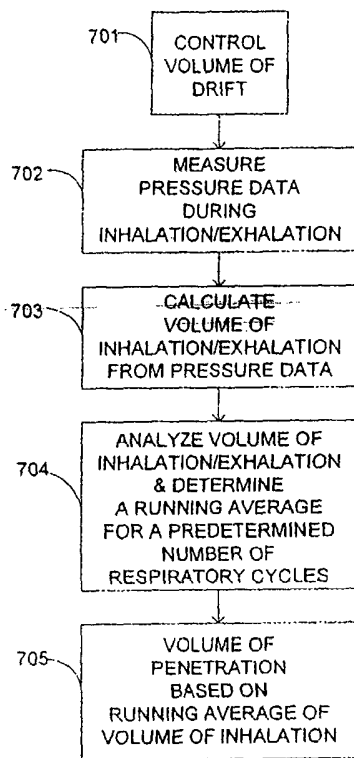 701
CONTROL
VOLUME OF
DRIFT
702
MEASURE
PRESSURE DATA
DURING
INHALATION/EXHALATION
703
CALCULATE
VOLUME OF
INHALATION/EXHALATION
FROM PRESSURE DATA
704
ANALYZE VOLUME OF
INHALATION/EXHALATION
& DETERMINE
A RUNNING AVERAGE
FOR A PREDETERMINED
NUMBER OF
RESPIRATORY CYCLES
705
VOLUME OF
PENETRATION
BASED ON
RUNNING AVERAGE OF
VOLUME OF INHALATION